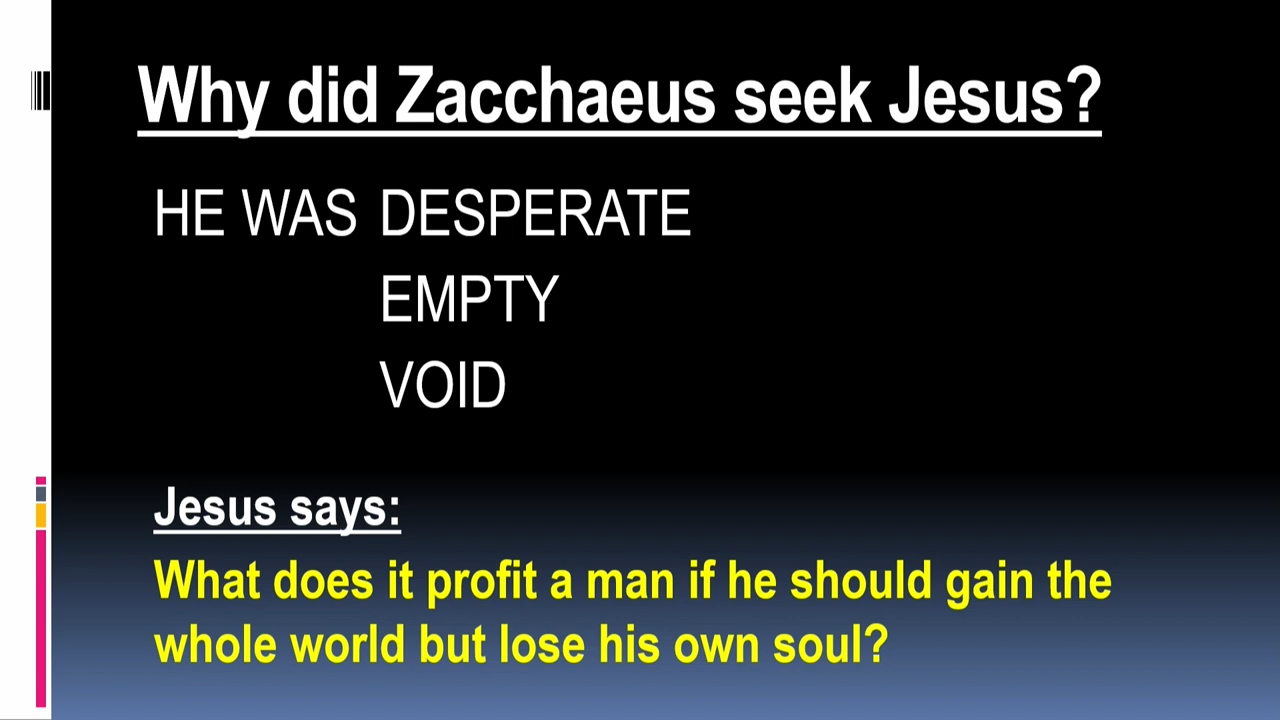 Why did Zacchaeus seek Jesus?
HE WAS DESPERATE
EMPTY
VOID
Jesus says:
What does it profit a man if he should gain the
whole world but lose his own soul?